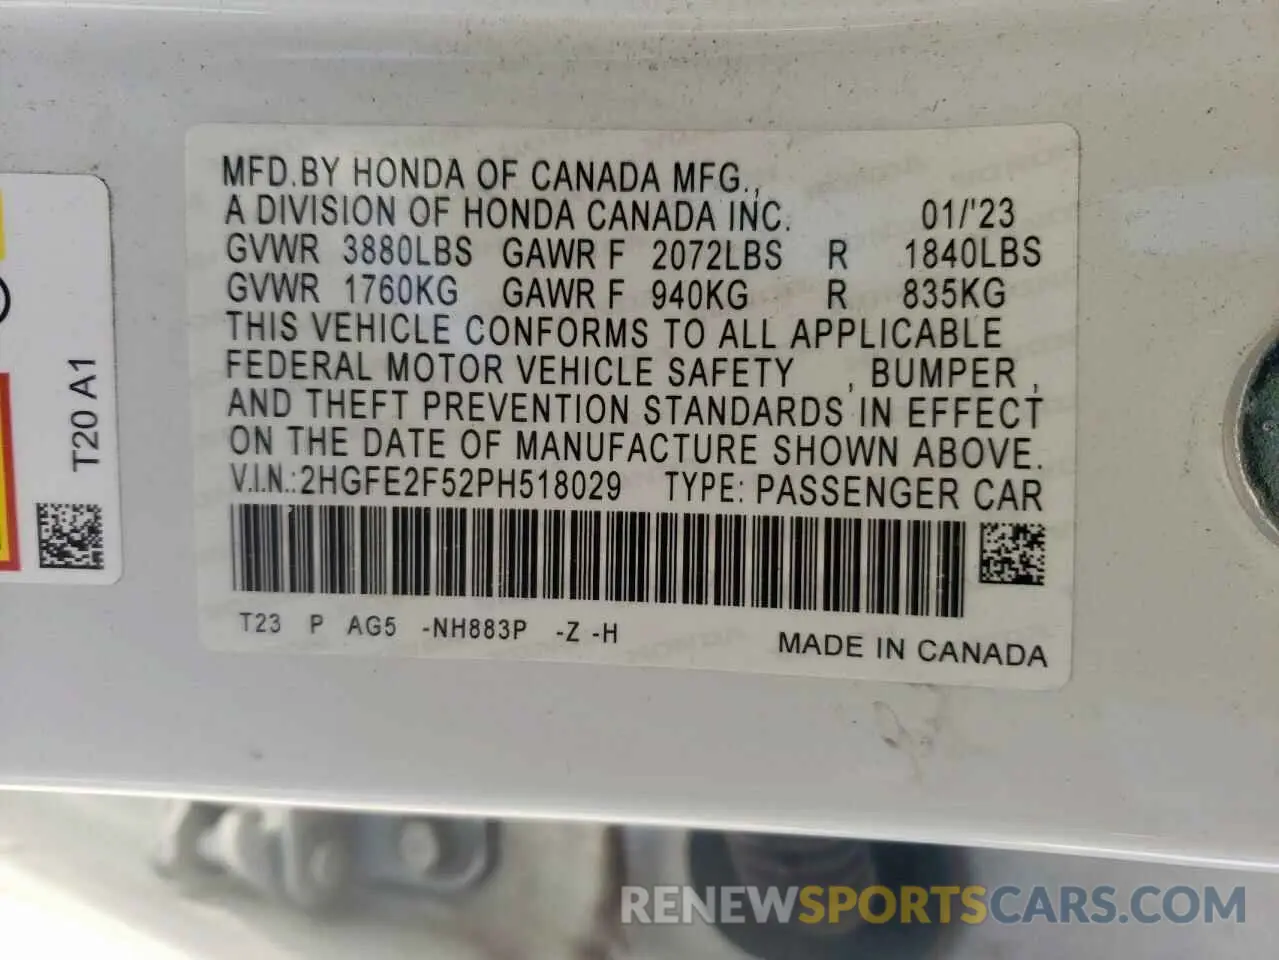 MFD.BY HONDA OF CANADA MFG.,
A DIVISION OF HONDA CANADA INC. 01/'23
GVWR 3880LBS GAWR F 2072LBS R 1840LBS
GVWR 1760KG GAWR F 940KG R 835KG
THIS VEHICLE CONFORMS TO ALL APPLICABLE
FEDERAL MOTOR VEHICLE SAFETY , BUMPER ,
AND THEFT PREVENTION STANDARDS IN EFFECT
ON THE DATE OF MANUFACTURE SHOWN ABOVE.
V.I.N.:2HGFE2F52PH518029 TYPE: PASSENGER CAR
T23 P AG5 -NH883P -Z -H
MADE IN CANADA
T20 A1
RENEWSPORTSCARS.COM